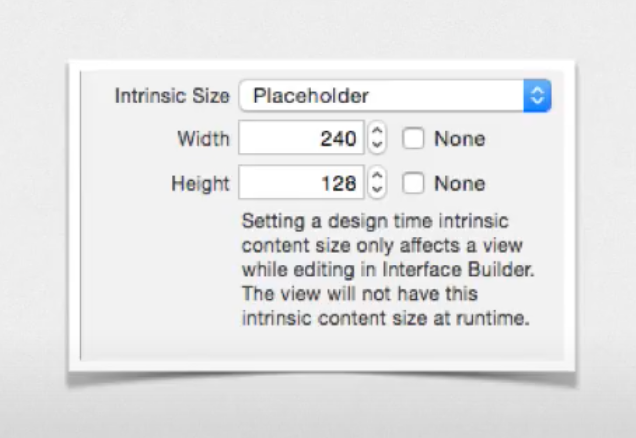 Intrinsic Size Placeholder
Width 240 None
Height 128 None
Setting a design time intrinsic
content size only affects a view
while editing in Interface Builder.
The view will not have this
intrinsic content size at runtime.